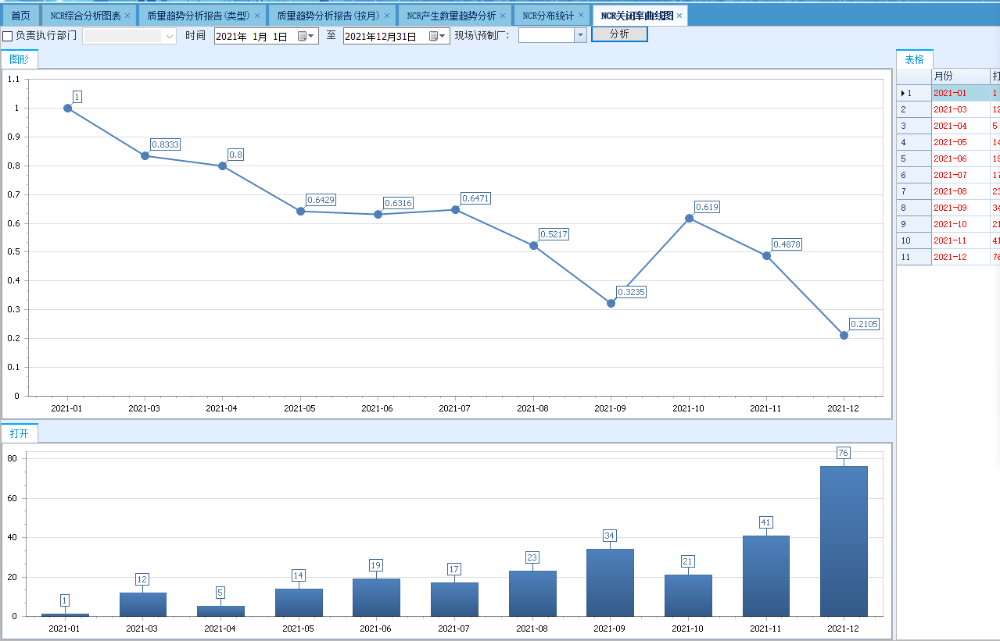 首页 NCR综合分析图表 × 质量趋势分析报告(类型) × 质量趋势分析报告(按月) × NCR产生数量趋势分析 × NCR分布统计 × NCR关闭率曲线图 ×
负责执行部门 时间 2021年 1月 1日 至 2021年12月31日 现场\预制厂: 分析
图形
1.1
1
0.9
0.8
0.7
0.6
0.5
0.4
0.3
0.2
0.1
0
1
0.8333
0.8
0.6429
0.6316
0.6471
0.5217
0.3235
0.619
0.4878
0.2105
2021-01 2021-03 2021-04 2021-05 2021-06 2021-07 2021-08 2021-09 2021-10 2021-11 2021-12
打开
80
60
40
20
0
1
12
5
14
19
17
23
34
21
41
76
2021-01 2021-03 2021-04 2021-05 2021-06 2021-07 2021-08 2021-09 2021-10 2021-11 2021-12
表格
月份 打
1 2021-01 1
2 2021-03 12
3 2021-04 5
4 2021-05 14
5 2021-06 19
6 2021-07 17
7 2021-08 23
8 2021-09 34
9 2021-10 21
10 2021-11 41
11 2021-12 76